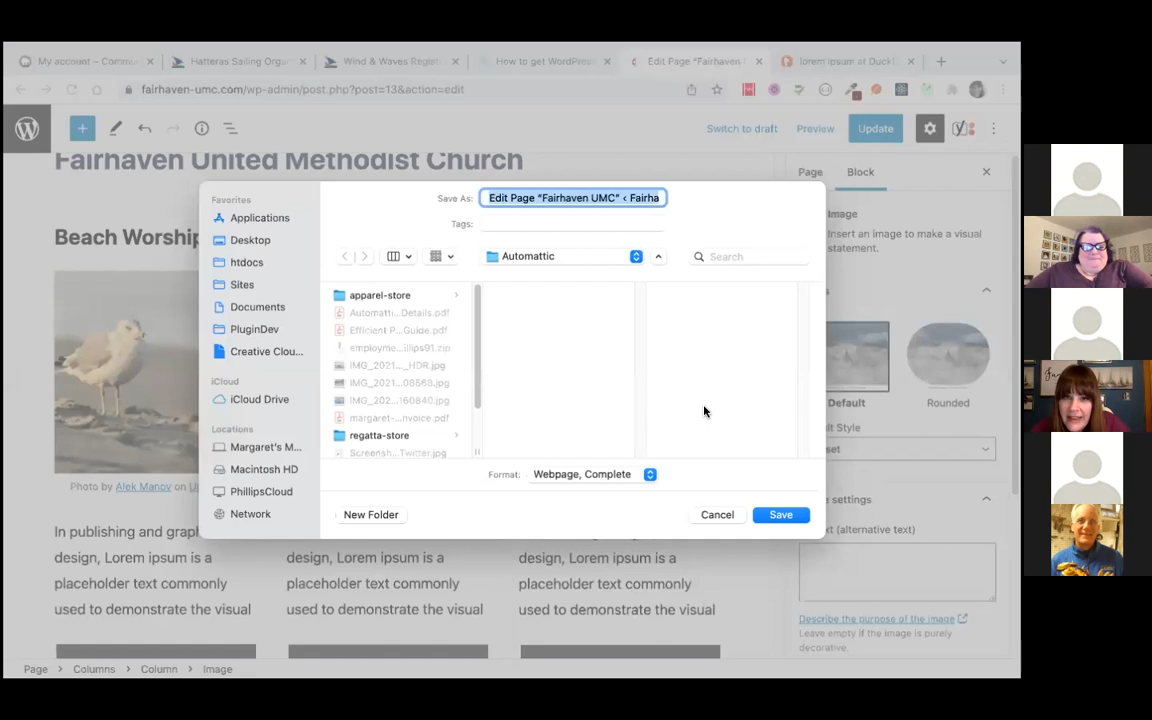 My account – Commu
Hatteras Sailing Orga
Wind & Waves Regat
How to get WordPres
Edit Page “Fairhaven
lorem ipsum at Duck
fairhaven-umc.com/wp-admin/post.php?post=13&action=edit
Switch to draft
Preview
Update
Fairhaven United Methodist Church
Page
Block
Favorites
Save As:
Edit Page “Fairhaven UMC” ‹ Fairha
Applications
Tags:
Image
Insert an image to make a visual
statement.
Beach Worship
Desktop
htdocs
Automattic
Search
Sites
apparel-store
Documents
Automatti...Details.pdf
PluginDev
Efficient P...Guide.pdf
Creative Clou...
employme...illips91.zip
IMG_2021..._HDR.jpg
iCloud
IMG_2021...08568.jpg
iCloud Drive
IMG_202...160840.jpg
Default
Rounded
margaret-...nvoice.pdf
Locations
regatta-store
Margaret’s M...
Screensh...Twitter.jpg
lt Style
set
Macintosh HD
Format:
Webpage, Complete
Photo by Alek Manov on U
PhillipsCloud
Network
New Folder
Cancel
Save
e settings
ext (alternative text)
In publishing and graph
design, Lorem ipsum is a
design, Lorem ipsum is a
design, Lorem ipsum is a
placeholder text commonly
placeholder text commonly
placeholder text commonly
used to demonstrate the visual
used to demonstrate the visual
used to demonstrate the visual
Describe the purpose of the image
Leave empty if the image is purely
decorative.
Page > Columns > Column > Image